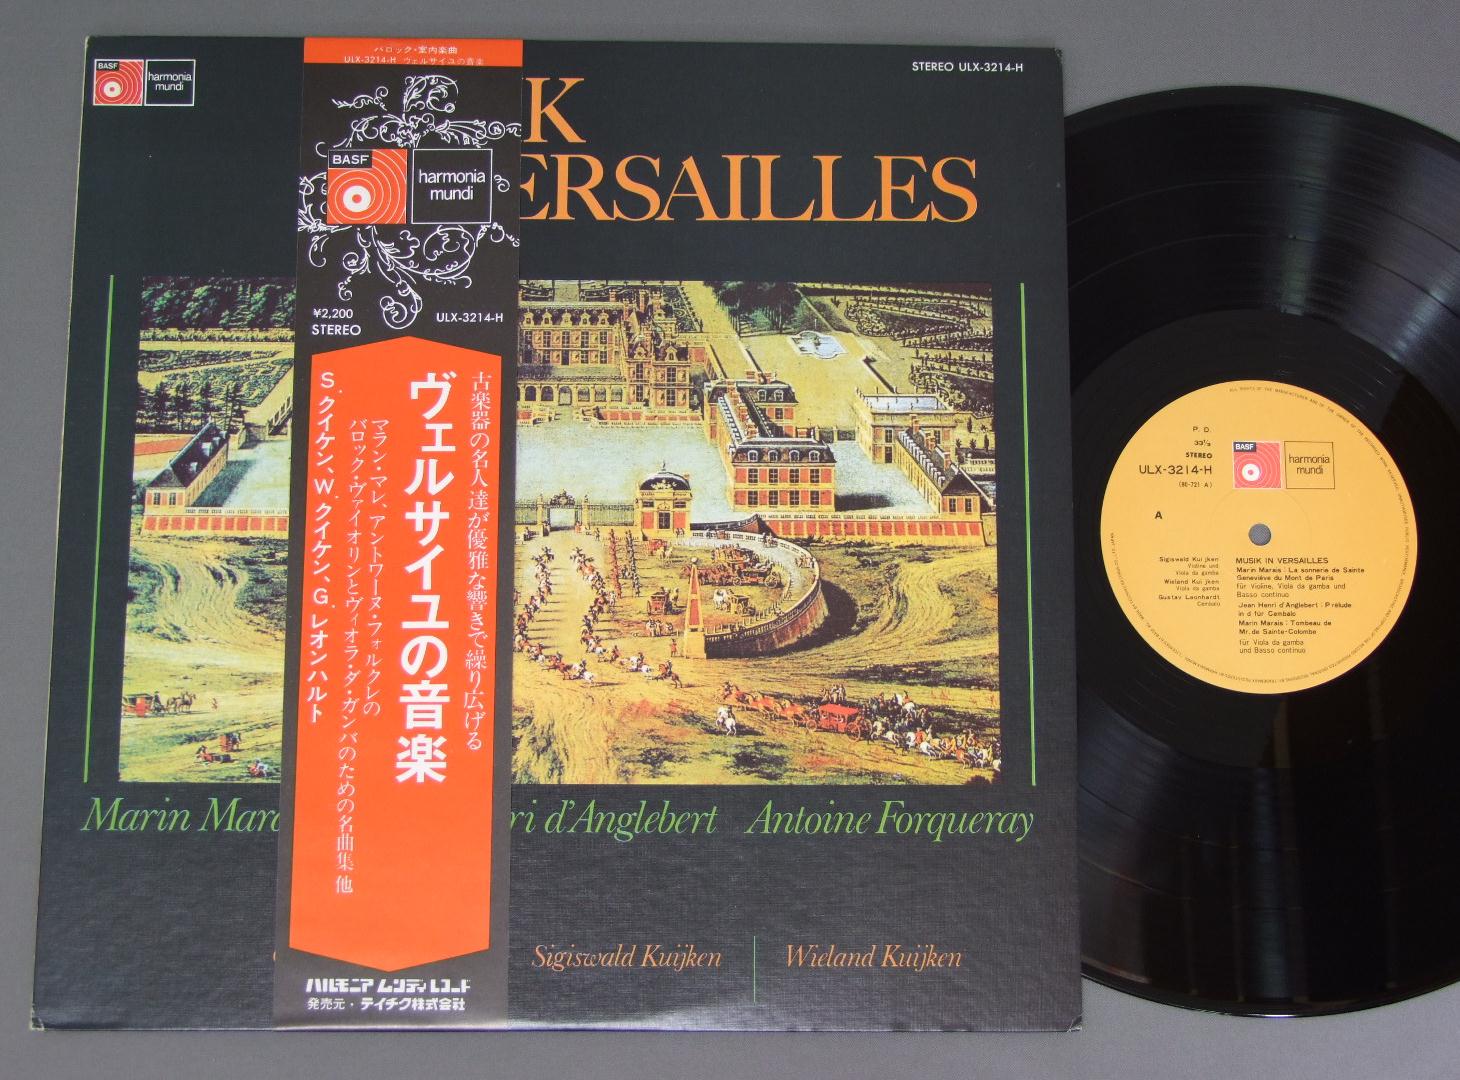 BASF
harmonia
mundi
STEREO ULX-3214-H
K
ERSAILLES
バロック・室内楽曲
ULX-3214-H ヴェルサイユの音楽
BASF
harmonia
mundi
¥2,200
STEREO
ULX-3214-H
古楽器の名人達が優雅な響きで繰り広げる
ヴェルサイユの音楽
マラン・マレ、アントワーヌ・フォルクレの
バロック・ヴァイオリンとヴィオラ・ダ・ガンバのための名曲集 他
S.クイケン、W.クイケン、G.レオンハルト
ハルモニア ムンディ レコード
発売元・テイチク株式会社
Marin Mara
ri d'Anglebert
Antoine Forqueray
Sigiswald Kuijken
Wieland Kuijken
P. D.
33⅓
STEREO
ULX-3214-H
(80-721 A)
BASF
harmonia
mundi
A
Sigiswald Kuijken
Violine und
Viola da gamba
Wieland Kuijken
Viola da gamba
Gustav Leonhardt
Cembalo
MUSIK IN VERSAILLES
Marin Marais : La sonnerie de Sainte
Geneviève du Mont de Paris
für Violine, Viola da gamba und
Basso continuo
Jean Henri d'Anglebert : Prélude
in d für Cembalo
Marin Marais : Tombeau de
Mr. de Sainte-Colombe
für Viola da gamba
und Basso continuo